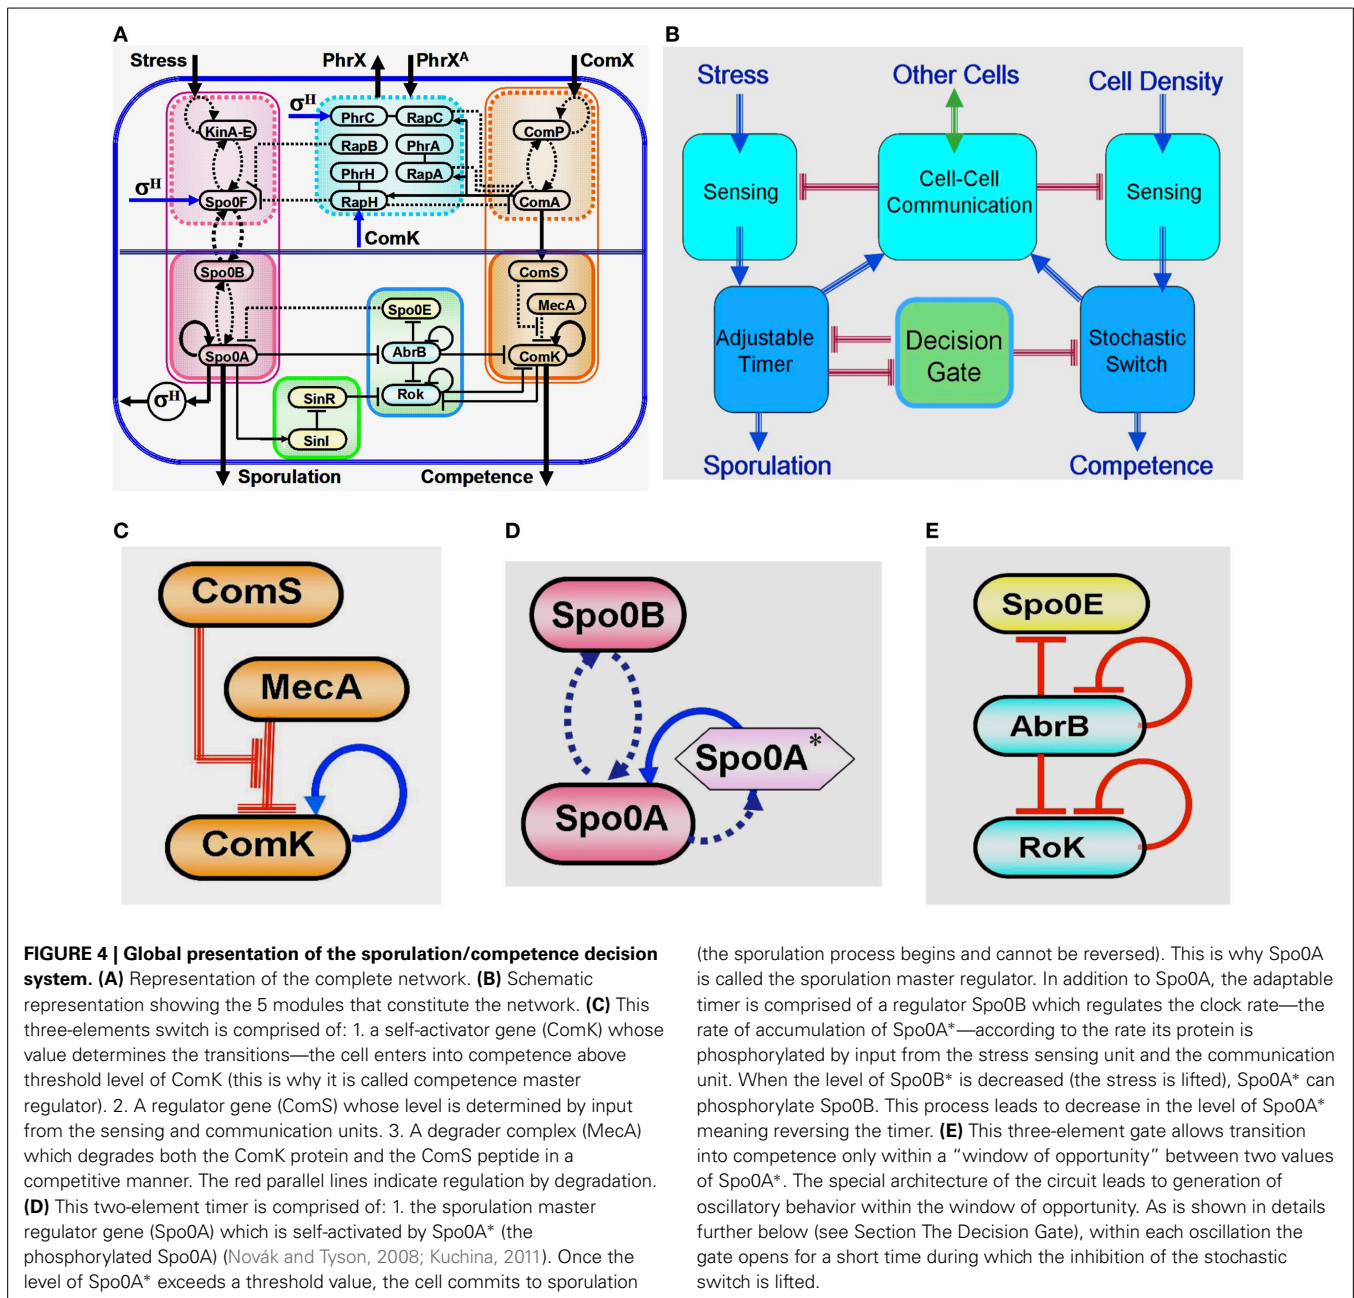 A
Stress
PhrX
PhrX^A
ComX
σ^H
KinA-E
PhrC
RapC
ComP
RapB
PhrA
PhrH
RapA
σ^H
Spo0F
RapH
ComA
ComK
Spo0B
ComS
Spo0E
MecA
Spo0A
AbrB
ComK
σ^H
SinR
Rok
SinI
Sporulation
Competence
B
Stress
Other Cells
Cell Density
Sensing
Cell-Cell
Communication
Sensing
Adjustable
Timer
Decision
Gate
Stochastic
Switch
Sporulation
Competence
C
ComS
MecA
ComK
D
Spo0B
Spo0A*
Spo0A
E
Spo0E
AbrB
RoK
FIGURE 4 | Global presentation of the sporulation/competence decision
system. (A) Representation of the complete network. (B) Schematic
representation showing the 5 modules that constitute the network. (C) This
three-elements switch is comprised of: 1. a self-activator gene (ComK) whose
value determines the transitions—the cell enters into competence above
threshold level of ComK (this is why it is called competence master
regulator). 2. A regulator gene (ComS) whose level is determined by input
from the sensing and communication units. 3. A degrader complex (MecA)
which degrades both the ComK protein and the ComS peptide in a
competitive manner. The red parallel lines indicate regulation by degradation.
(D) This two-element timer is comprised of: 1. the sporulation master
regulator gene (Spo0A) which is self-activated by Spo0A* (the
phosphorylated Spo0A) (Novák and Tyson, 2008; Kuchina, 2011). Once the
level of Spo0A* exceeds a threshold value, the cell commits to sporulation
(the sporulation process begins and cannot be reversed). This is why Spo0A
is called the sporulation master regulator. In addition to Spo0A, the adaptable
timer is comprised of a regulator Spo0B which regulates the clock rate—the
rate of accumulation of Spo0A*—according to the rate its protein is
phosphorylated by input from the stress sensing unit and the communication
unit. When the level of Spo0B* is decreased (the stress is lifted), Spo0A* can
phosphorylate Spo0B. This process leads to decrease in the level of Spo0A*
meaning reversing the timer. (E) This three-element gate allows transition
into competence only within a “window of opportunity” between two values
of Spo0A*. The special architecture of the circuit leads to generation of
oscillatory behavior within the window of opportunity. As is shown in details
further below (see Section The Decision Gate), within each oscillation the
gate opens for a short time during which the inhibition of the stochastic
switch is lifted.